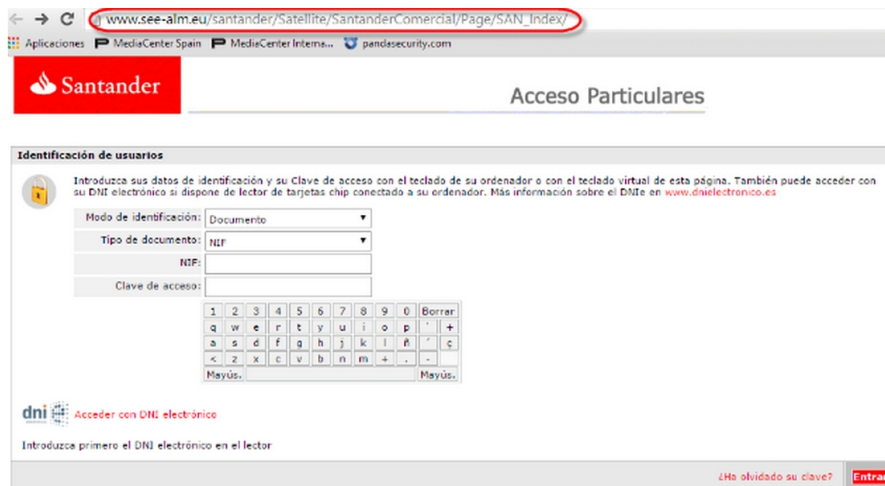 www.see-alm.eu/santander/Satellite/SantanderComercial/Page/SAN_Index/
Aplicaciones MediaCenter Spain MediaCenter Interna... pandasecurity.com
Santander
Acceso Particulares
Identificación de usuarios
Introduzca sus datos de identificación y su Clave de acceso con el teclado de su ordenador o con el teclado virtual de esta página. También puede acceder con
su DNI electrónico si dispone de lector de tarjetas chip conectado a su ordenador. Más información sobre el DNIe en www.dnielectronico.es
Modo de identificación: Documento
Tipo de documento: NIF
NIF:
Clave de acceso:
1 2 3 4 5 6 7 8 9 0 Borrar
q w e r t y u i o p ` +
a s d f g h j k l ñ ´ ç
< z x c v b n m + . -
Mayús. Mayús.
dni Acceder con DNI electrónico
Introduzca primero el DNI electrónico en el lector
¿Ha olvidado su clave? Entrar